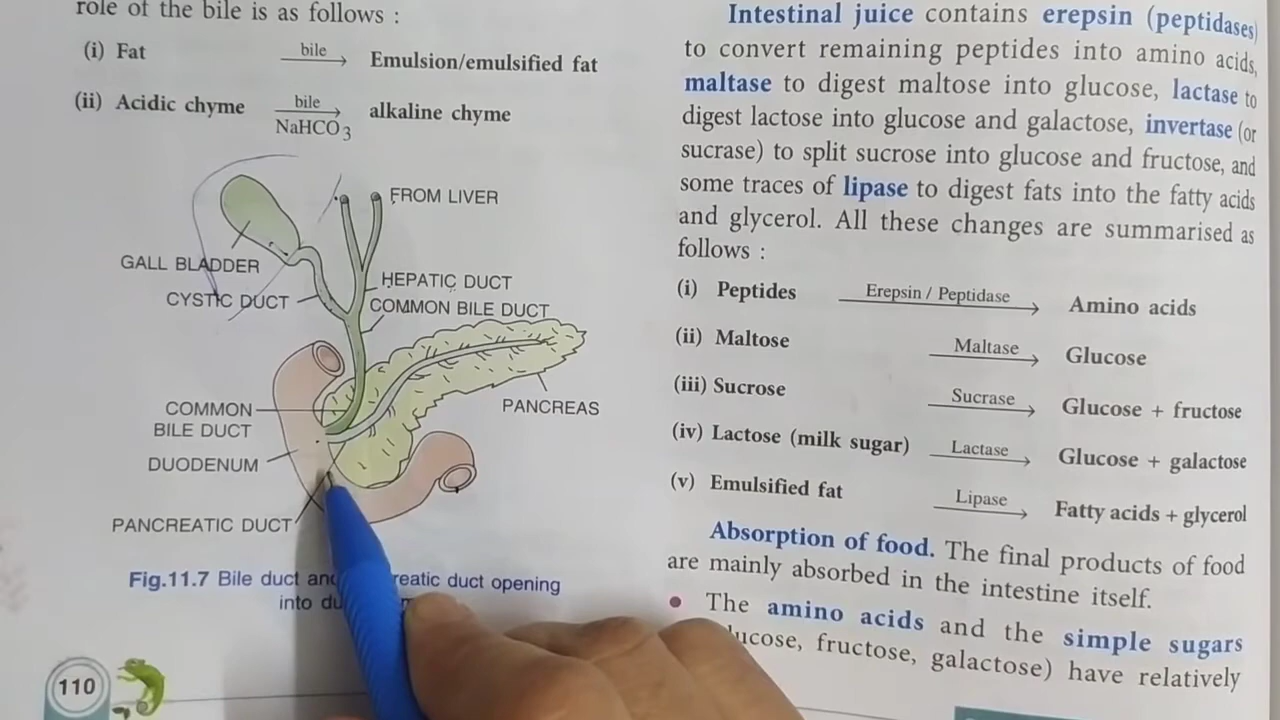 role of the bile is as follows :
(i) Fat bile Emulsion/emulsified fat
(ii) Acidic chyme bile NaHCO3 alkaline chyme
FROM LIVER
GALL BLADDER
HEPATIC DUCT
CYSTIC DUCT
COMMON BILE DUCT
PANCREAS
COMMON
BILE DUCT
DUODENUM
PANCREATIC DUCT
Fig.11.7 Bile duct and reatic duct opening
into du
110
Intestinal juice contains erepsin (peptidases)
to convert remaining peptides into amino acids,
maltase to digest maltose into glucose, lactase to
digest lactose into glucose and galactose, invertase (or
sucrase) to split sucrose into glucose and fructose, and
some traces of lipase to digest fats into the fatty acids
and glycerol. All these changes are summarised as
follows :
(i) Peptides Erepsin / Peptidase Amino acids
(ii) Maltose Maltase Glucose
(iii) Sucrose Sucrase Glucose + fructose
(iv) Lactose (milk sugar) Lactase Glucose + galactose
(v) Emulsified fat Lipase Fatty acids + glycerol
Absorption of food. The final products of food
are mainly absorbed in the intestine itself.
• The amino acids and the simple sugars
lucose, fructose, galactose) have relatively